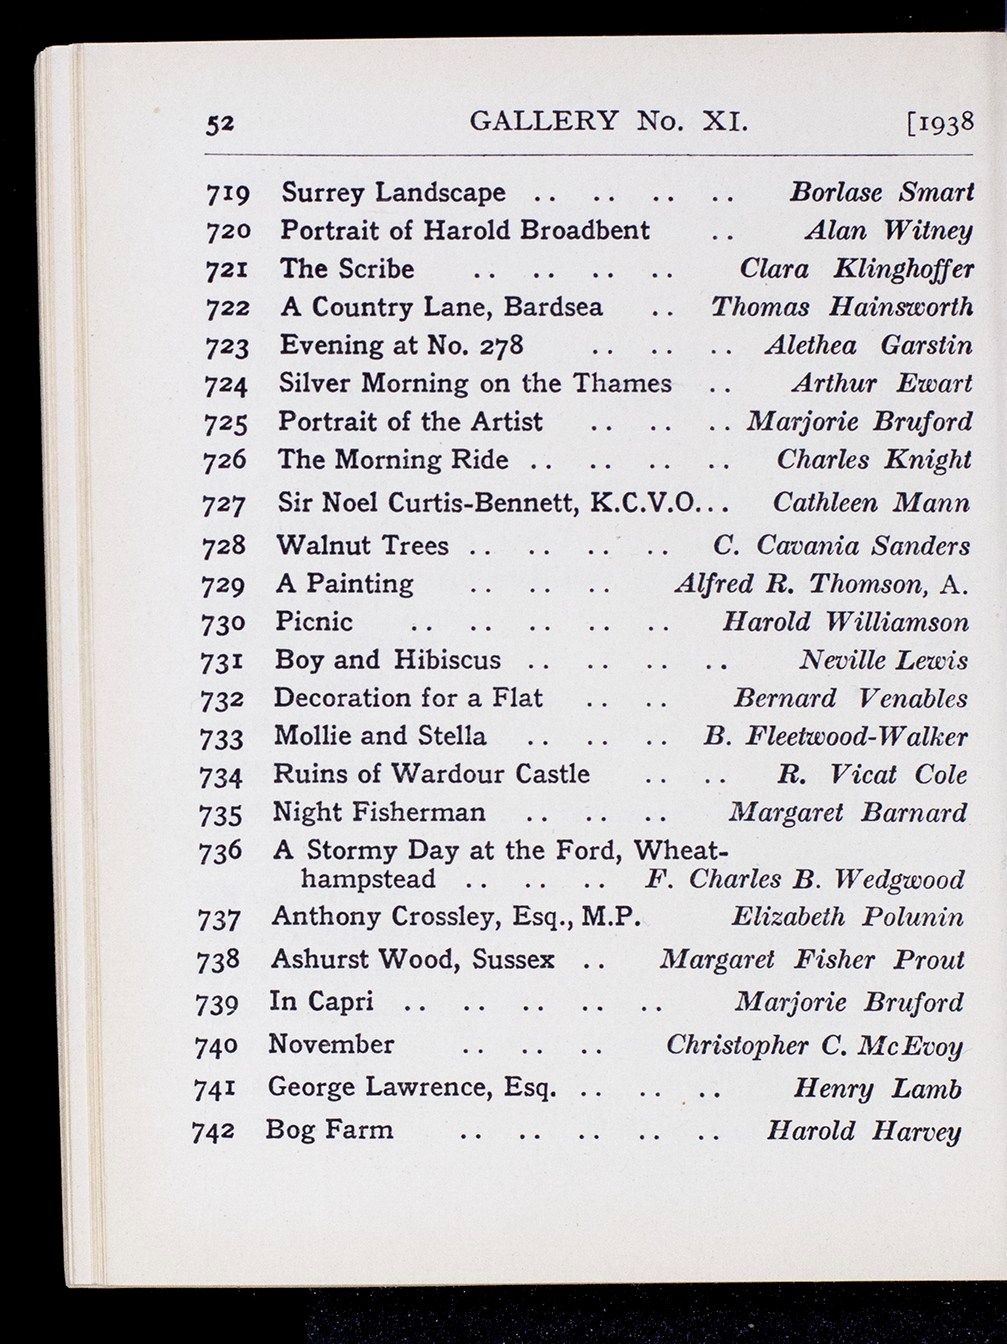 52 GALLERY No. XI. [1938
719 Surrey Landscape .. .. .. .. Borlase Smart
720 Portrait of Harold Broadbent .. Alan Witney
721 The Scribe .. .. .. .. Clara Klinghoffer
722 A Country Lane, Bardsea .. Thomas Hainsworth
723 Evening at No. 278 .. .. .. Alethea Garstin
724 Silver Morning on the Thames .. Arthur Ewart
725 Portrait of the Artist .. .. .. Marjorie Bruford
726 The Morning Ride .. .. .. .. Charles Knight
727 Sir Noel Curtis-Bennett, K.C.V.O... Cathleen Mann
728 Walnut Trees .. .. .. .. C. Cavania Sanders
729 A Painting .. .. .. Alfred R. Thomson, A.
730 Picnic .. .. .. .. .. Harold Williamson
731 Boy and Hibiscus .. .. .. .. Neville Lewis
732 Decoration for a Flat .. .. Bernard Venables
733 Mollie and Stella .. .. .. B. Fleetwood-Walker
734 Ruins of Wardour Castle .. .. R. Vicat Cole
735 Night Fisherman .. .. .. Margaret Barnard
736 A Stormy Day at the Ford, Wheat-
hampstead .. .. .. F. Charles B. Wedgwood
737 Anthony Crossley, Esq., M.P. Elizabeth Polunin
738 Ashurst Wood, Sussex .. Margaret Fisher Prout
739 In Capri .. .. .. .. .. Marjorie Bruford
740 November .. .. .. Christopher C. McEvoy
741 George Lawrence, Esq. .. .. .. Henry Lamb
742 Bog Farm .. .. .. .. .. Harold Harvey